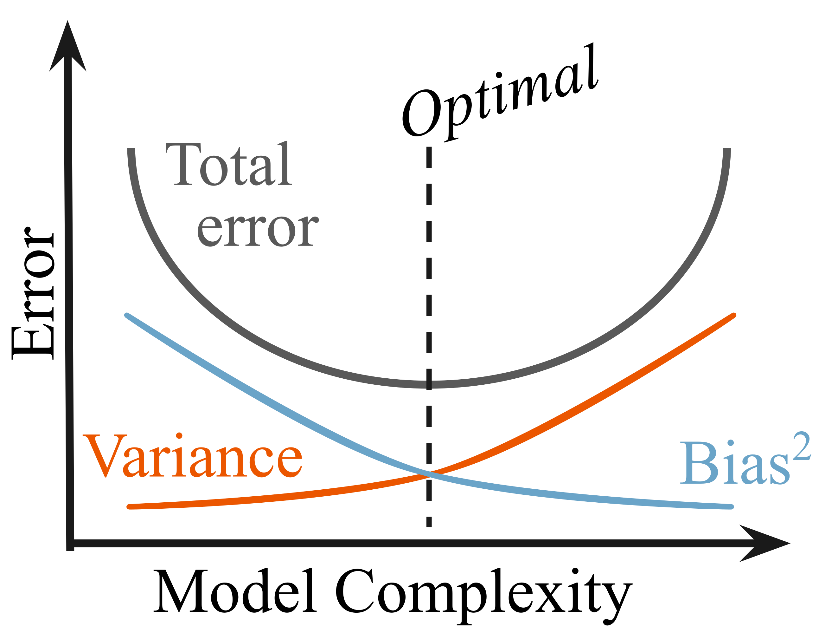 Optimal
Total
error
Error
Variance
Bias²
Model Complexity